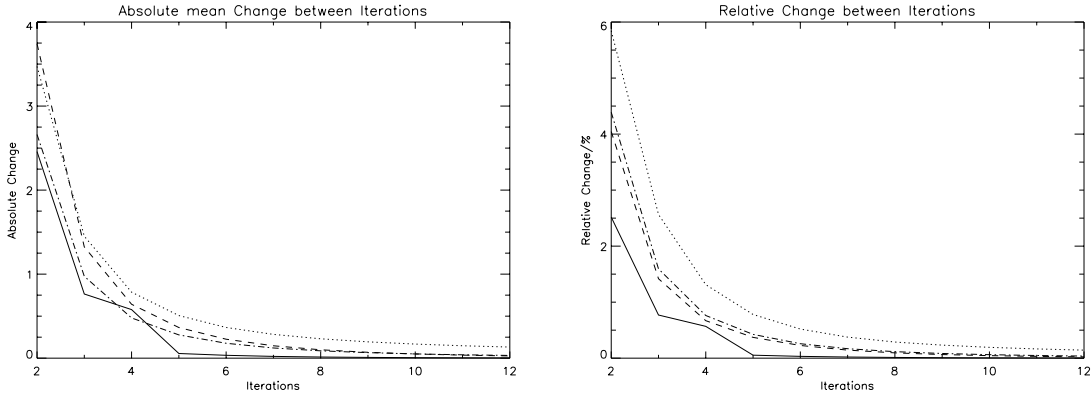 Absolute mean Change between Iterations
4
3
2
1
0
Absolute Change
2 4 6 8 10 12
Iterations
Relative Change between Iterations
6
4
2
0
Relative Change/%
2 4 6 8 10 12
Iterations